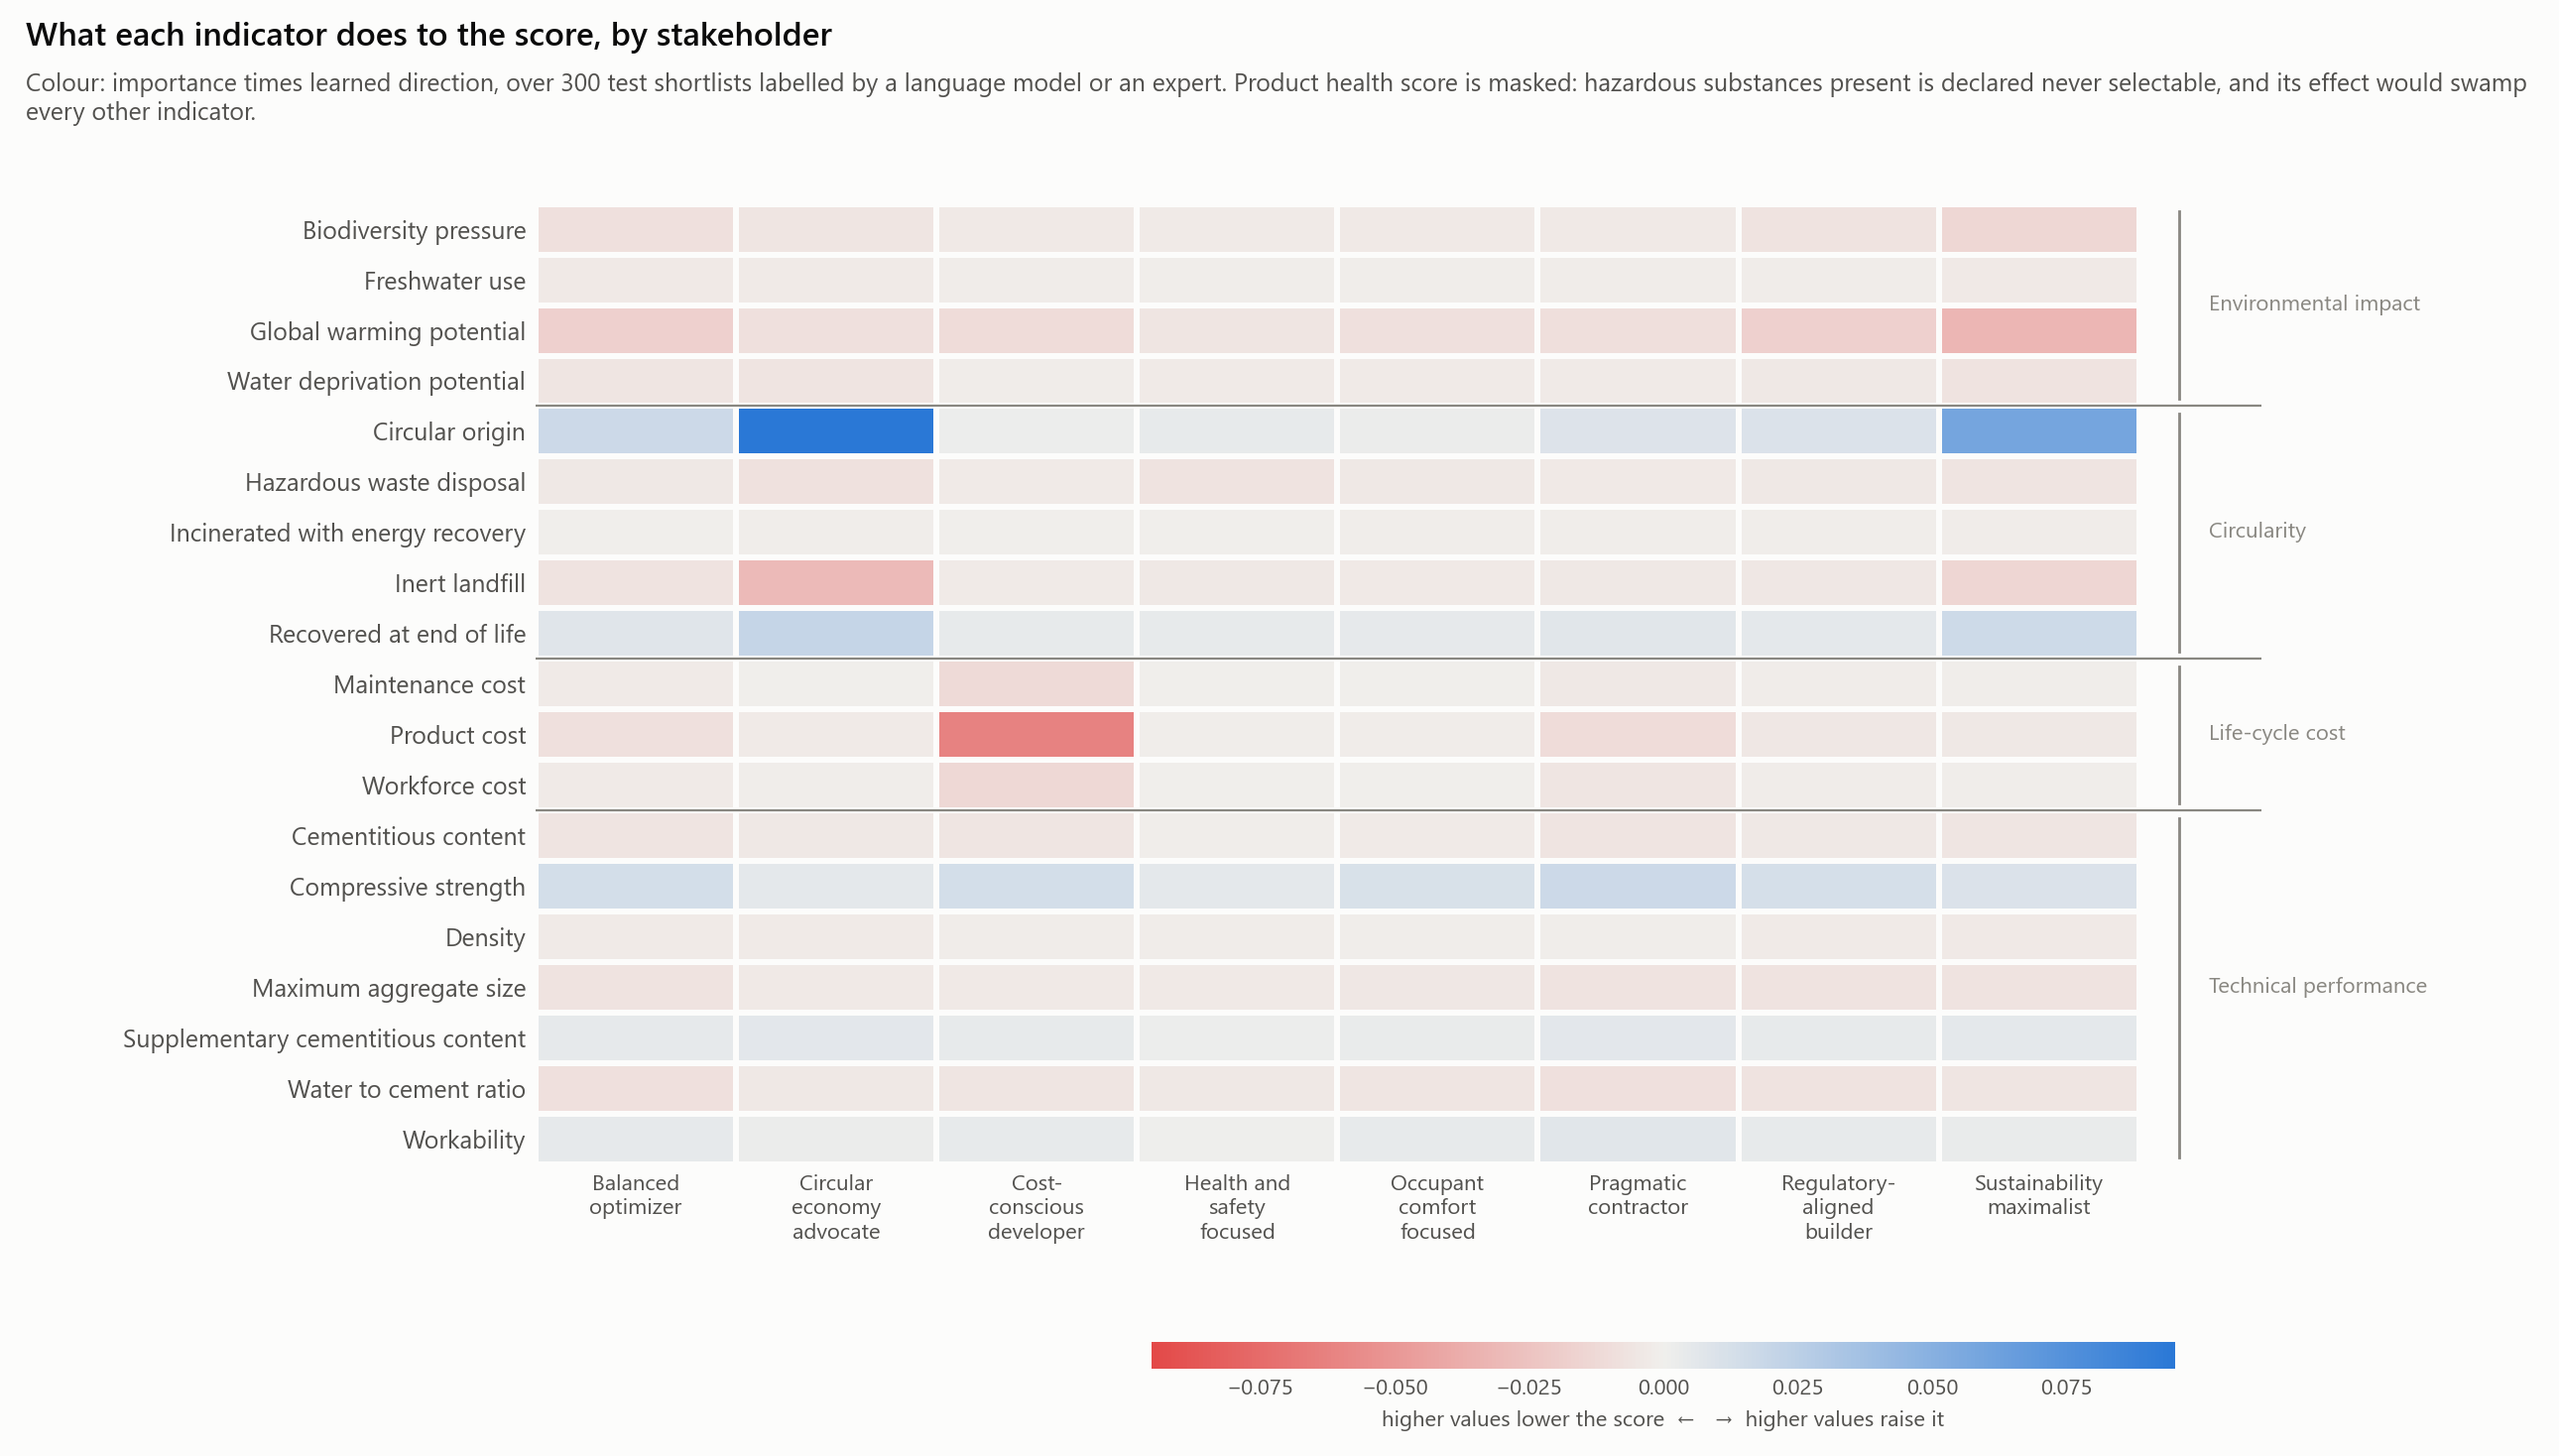 What each indicator does to the score, by stakeholder
Colour: importance times learned direction, over 300 test shortlists labelled by a language model or an expert. Product health score is masked: hazardous substances present is declared never selectable, and its effect would swamp
every other indicator.
Biodiversity pressure
Freshwater use
Global warming potential
Water deprivation potential
Environmental impact
Circular origin
Hazardous waste disposal
Incinerated with energy recovery
Inert landfill
Recovered at end of life
Circularity
Maintenance cost
Product cost
Workforce cost
Life-cycle cost
Cementitious content
Compressive strength
Density
Maximum aggregate size
Supplementary cementitious content
Water to cement ratio
Workability
Technical performance
Balanced
optimizer
Circular
economy
advocate
Cost-
conscious
developer
Health and
safety
focused
Occupant
comfort
focused
Pragmatic
contractor
Regulatory-
aligned
builder
Sustainability
maximalist
−0.075 −0.050 −0.025 0.000 0.025 0.050 0.075
higher values lower the score ← → higher values raise it